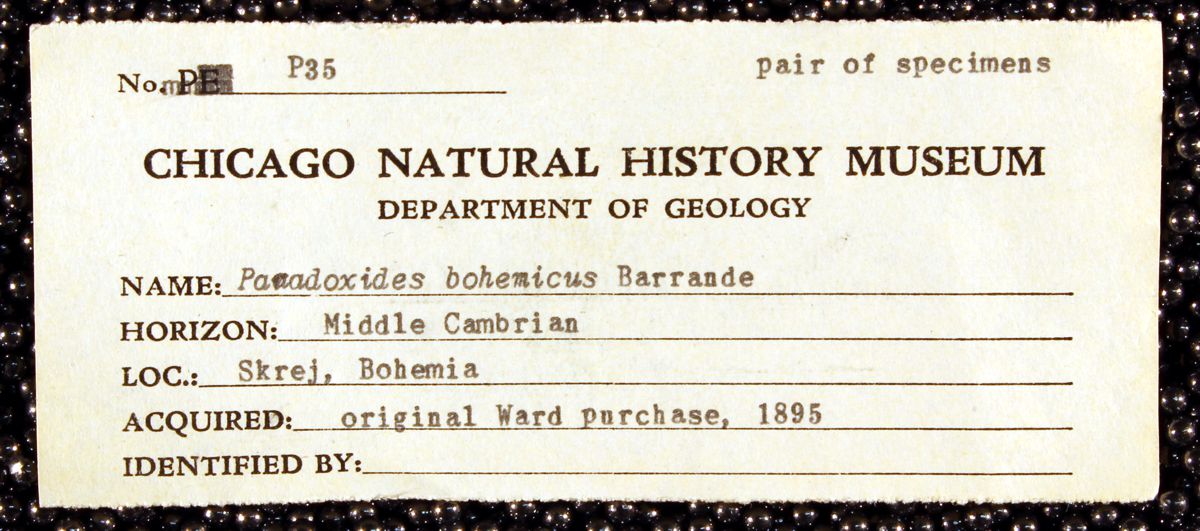 No. PE P35 pair of specimens
CHICAGO NATURAL HISTORY MUSEUM
DEPARTMENT OF GEOLOGY
NAME: Paradoxides bohemicus Barrande
HORIZON: Middle Cambrian
LOC.: Skrej, Bohemia
ACQUIRED: original Ward purchase, 1895
IDENTIFIED BY: